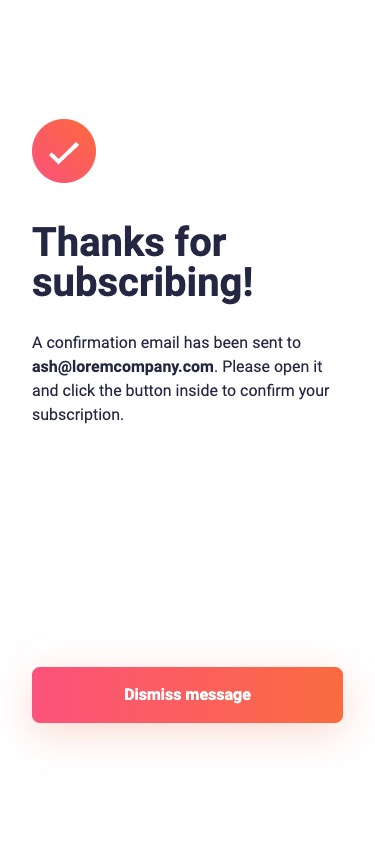 Thanks for
subscribing!
A confirmation email has been sent to
ash@loremcompany.com. Please open it
and click the button inside to confirm your
subscription.
Dismiss message